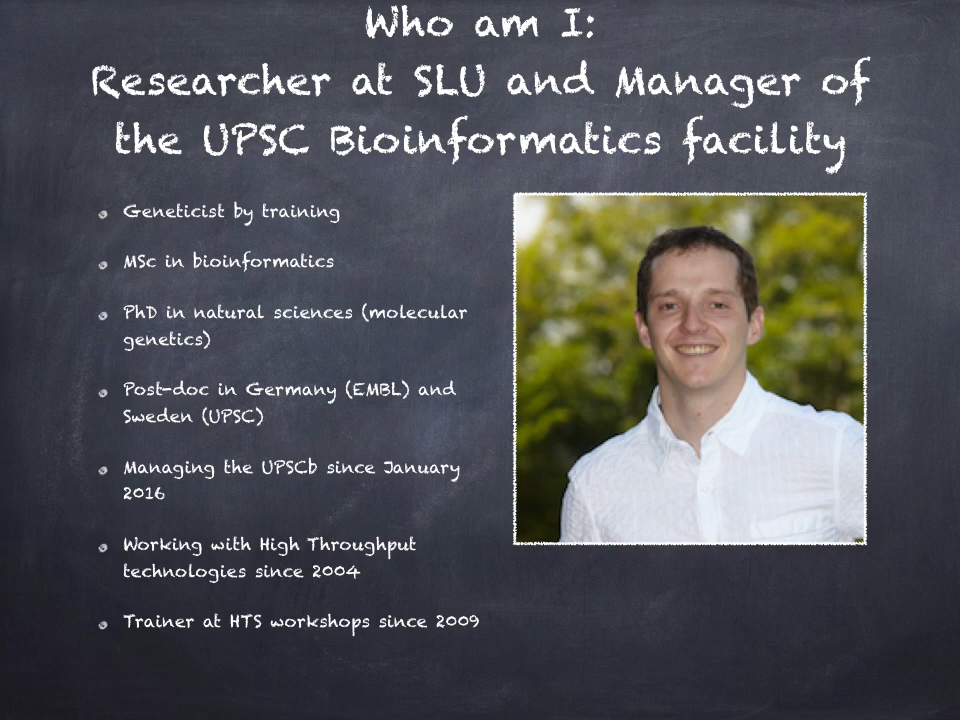 Who am I:
Researcher at SLU and Manager of
the UPSC Bioinformatics facility
Geneticist by training
MSc in bioinformatics
PhD in natural sciences (molecular
genetics)
Post-doc in Germany (EMBL) and
Sweden (UPSC)
Managing the UPSCb since January
2016
Working with High Throughput
technologies since 2004
Trainer at HTS workshops since 2009